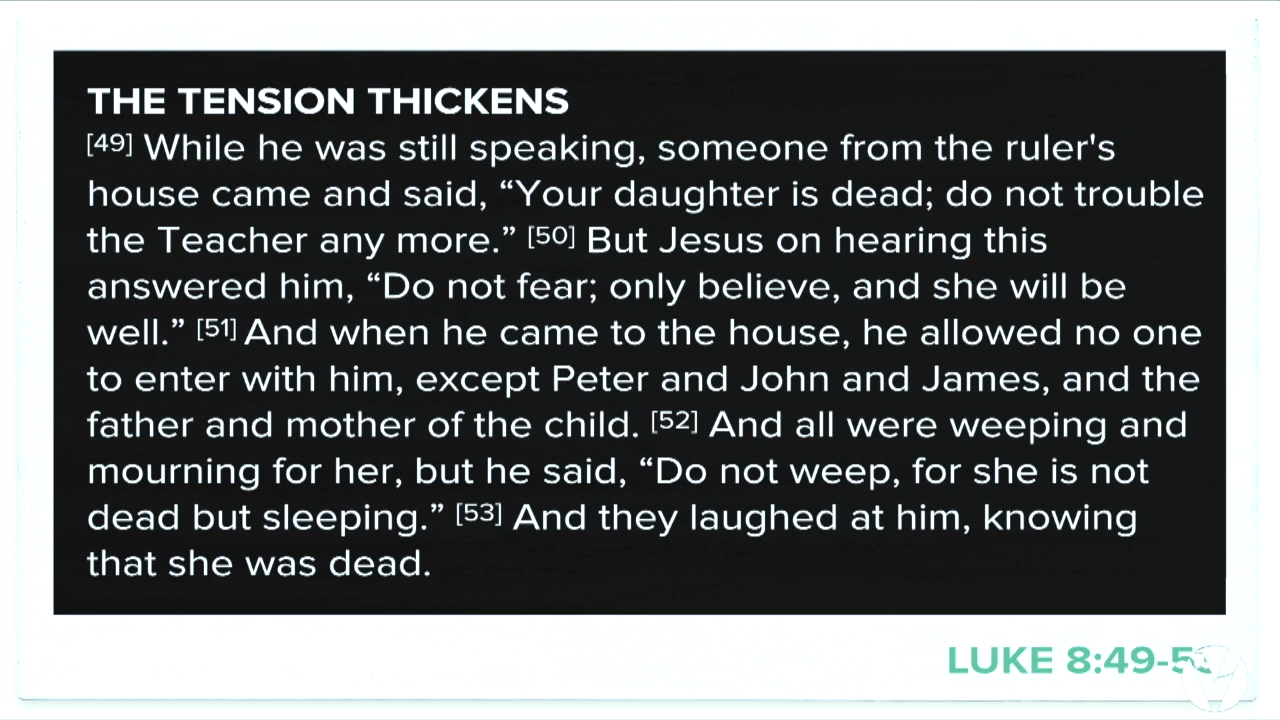 THE TENSION THICKENS
[49] While he was still speaking, someone from the ruler's
house came and said, “Your daughter is dead; do not trouble
the Teacher any more.” [50] But Jesus on hearing this
answered him, “Do not fear; only believe, and she will be
well.” [51] And when he came to the house, he allowed no one
to enter with him, except Peter and John and James, and the
father and mother of the child. [52] And all were weeping and
mourning for her, but he said, “Do not weep, for she is not
dead but sleeping.” [53] And they laughed at him, knowing
that she was dead.
LUKE 8:49-5